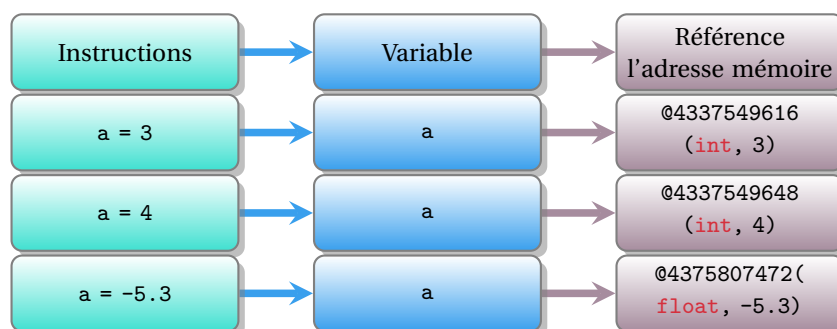 Instructions
Variable
Référence
l'adresse mémoire
a = 3
a
@4337549616
(int, 3)
a = 4
a
@4337549648
(int, 4)
a = -5.3
a
@4375807472(
float, -5.3)